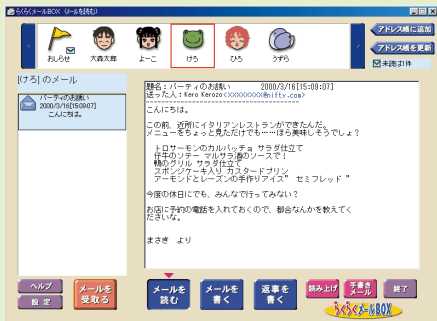 らくらくメールBOX (メールを読む)
おしらせ
大森太郎
よーこ
けろ
ひろ
うずら
アドレス帳に追加
アドレス帳を更新
未読は1件
[けろ] のメール
パーティのお誘い
2000/3/16[150907]
こんにちは。
題名：パーティのお誘い 2000/3/16[15:09:07]
送った人：Kero Kerozo<XXXXXXXX@nifty.com>
こんにちは。
この前、近所にイタリアンレストランができたんだ。
メニューをちょっと見ただけでも……ほら美味しそうでしょ？
トロサーモンのカルパッチョ サラダ仕立て
仔牛のソテー マルサラ酒のソースで！
鴨のグリル サラダ仕立て
スポンジケーキ入り カスタードプリン
アーモンドとレーズンの手作りアイス” セミフレッド ”
今度の休日にでも、みんなで行ってみない？
お店に予約の電話を入れておくので、都合なんかを教えてく
ださいな。
まさき より
ヘルプ
設 定
メールを
受取る
メールを
読む
メールを
書く
返事を
書く
読み上げ
手書き
メール
終了
らくらくメールBOX